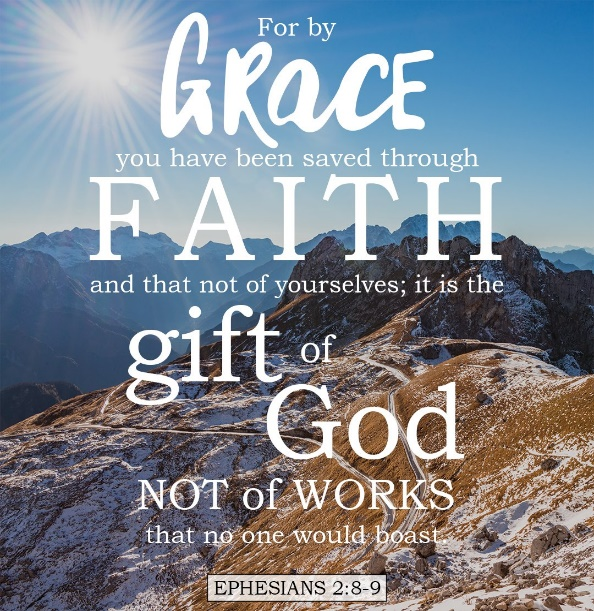 For by
GRaCE
you have been saved through
FAITH
and that not of yourselves; it is the
gift of
God
NOT of WORKS
that no one would boast.
EPHESIANS 2:8-9